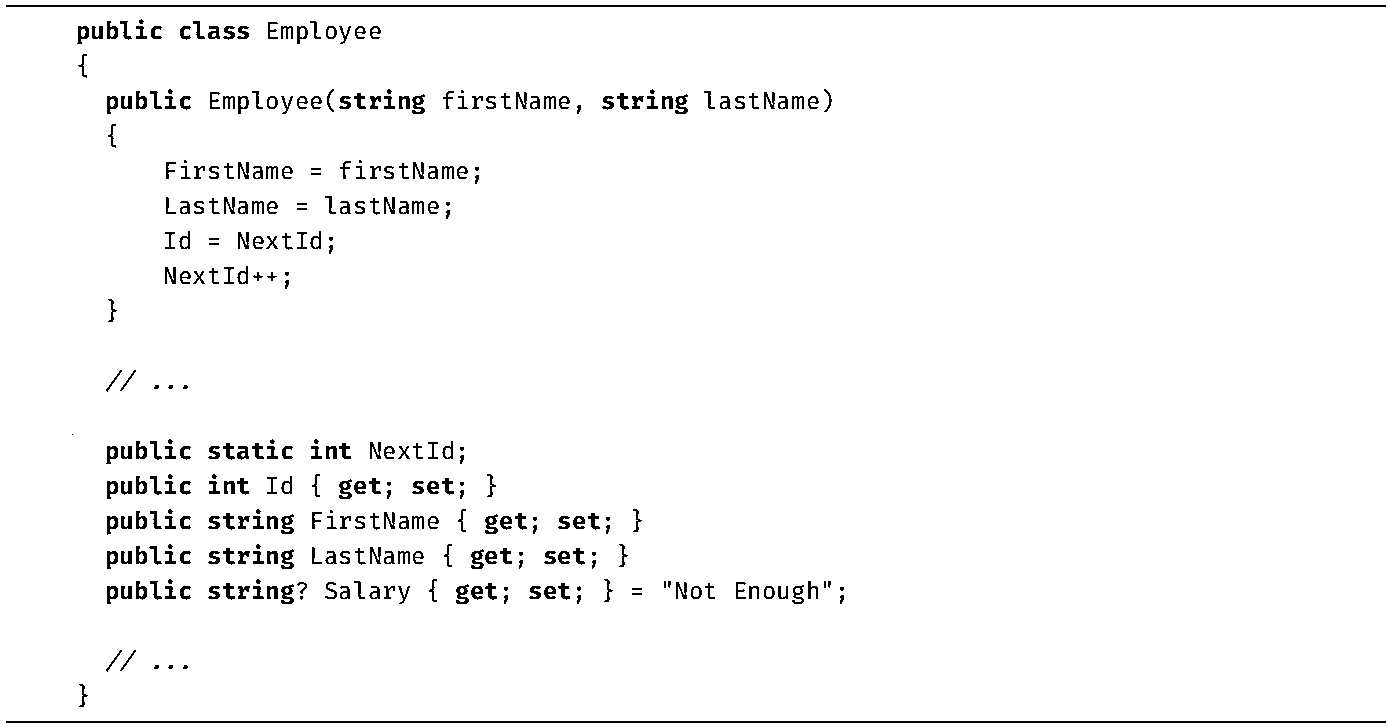 public class Employee
{
  public Employee(string firstName, string lastName)
  {
      FirstName = firstName;
      LastName = lastName;
      Id = NextId;
      NextId++;
  }

  // ...

  public static int NextId;
  public int Id { get; set; }
  public string FirstName { get; set; }
  public string LastName { get; set; }
  public string? Salary { get; set; } = "Not Enough";

  // ...
}